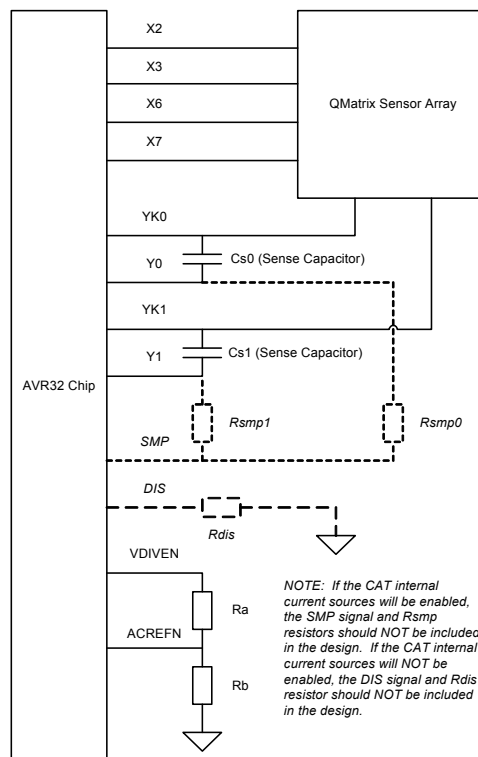 X2
X3
QMatrix Sensor Array
X6
X7
YK0
Y0
Cs0 (Sense Capacitor)
YK1
Y1
Cs1 (Sense Capacitor)
AVR32 Chip
Rsmp1
Rsmp0
SMP
DIS
Rdis
VDIVEN
Ra
ACREFN
Rb
NOTE: If the CAT internal
current sources will be enabled,
the SMP signal and Rsmp
resistors should NOT be included
in the design. If the CAT internal
current sources will NOT be
enabled, the DIS signal and Rdis
resistor should NOT be included
in the design.